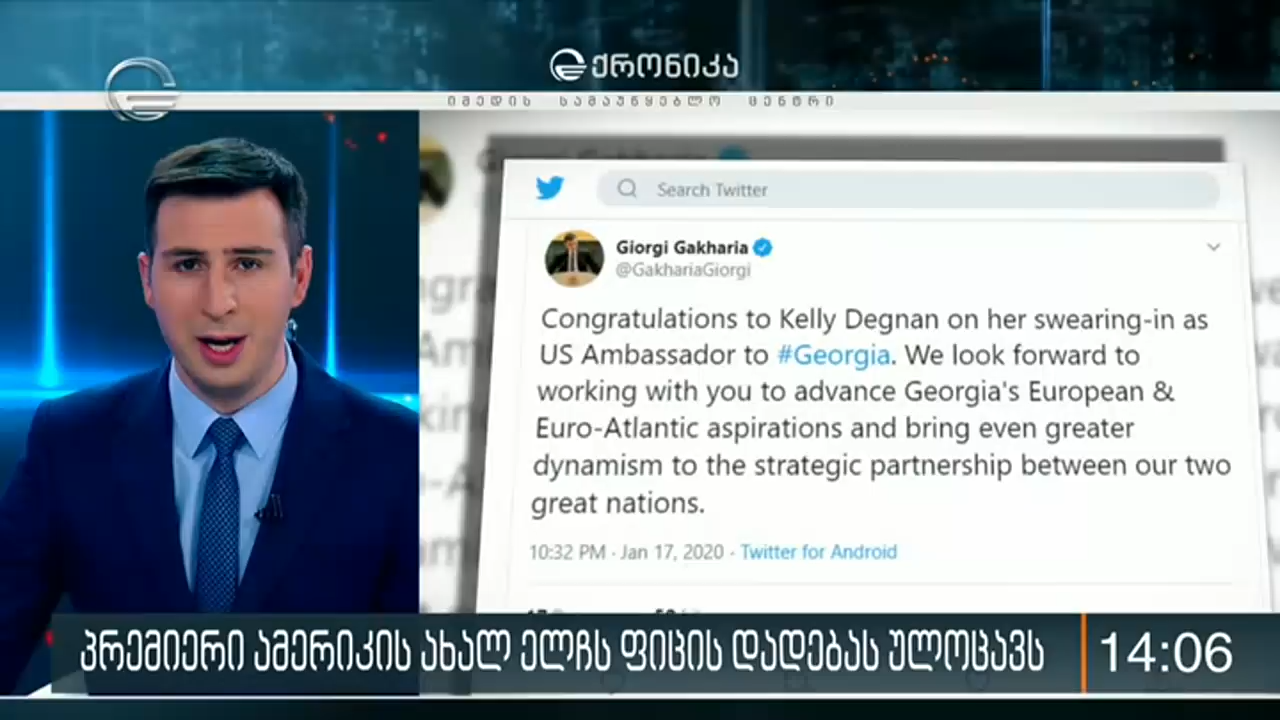 ქრონიკა
იმედის სამაუწყებლო ცენტრი
Search Twitter
Giorgi Gakharia
@GakhariaGiorgi
Congratulations to Kelly Degnan on her swearing-in as
US Ambassador to #Georgia. We look forward to
working with you to advance Georgia's European &
Euro-Atlantic aspirations and bring even greater
dynamism to the strategic partnership between our two
great nations.
10:32 PM · Jan 17, 2020 · Twitter for Android
პრემიერი ამერიკის ახალ ელჩს ფიცის დადებას ულოცავს
14:06